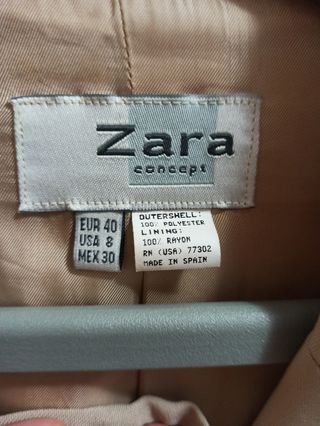 Zara
concept
EUR 40
USA 8
MEX 30
OUTERSHELL:
100% POLYESTER
LINING:
100% RAYON
RN (USA) 77302
MADE IN SPAIN